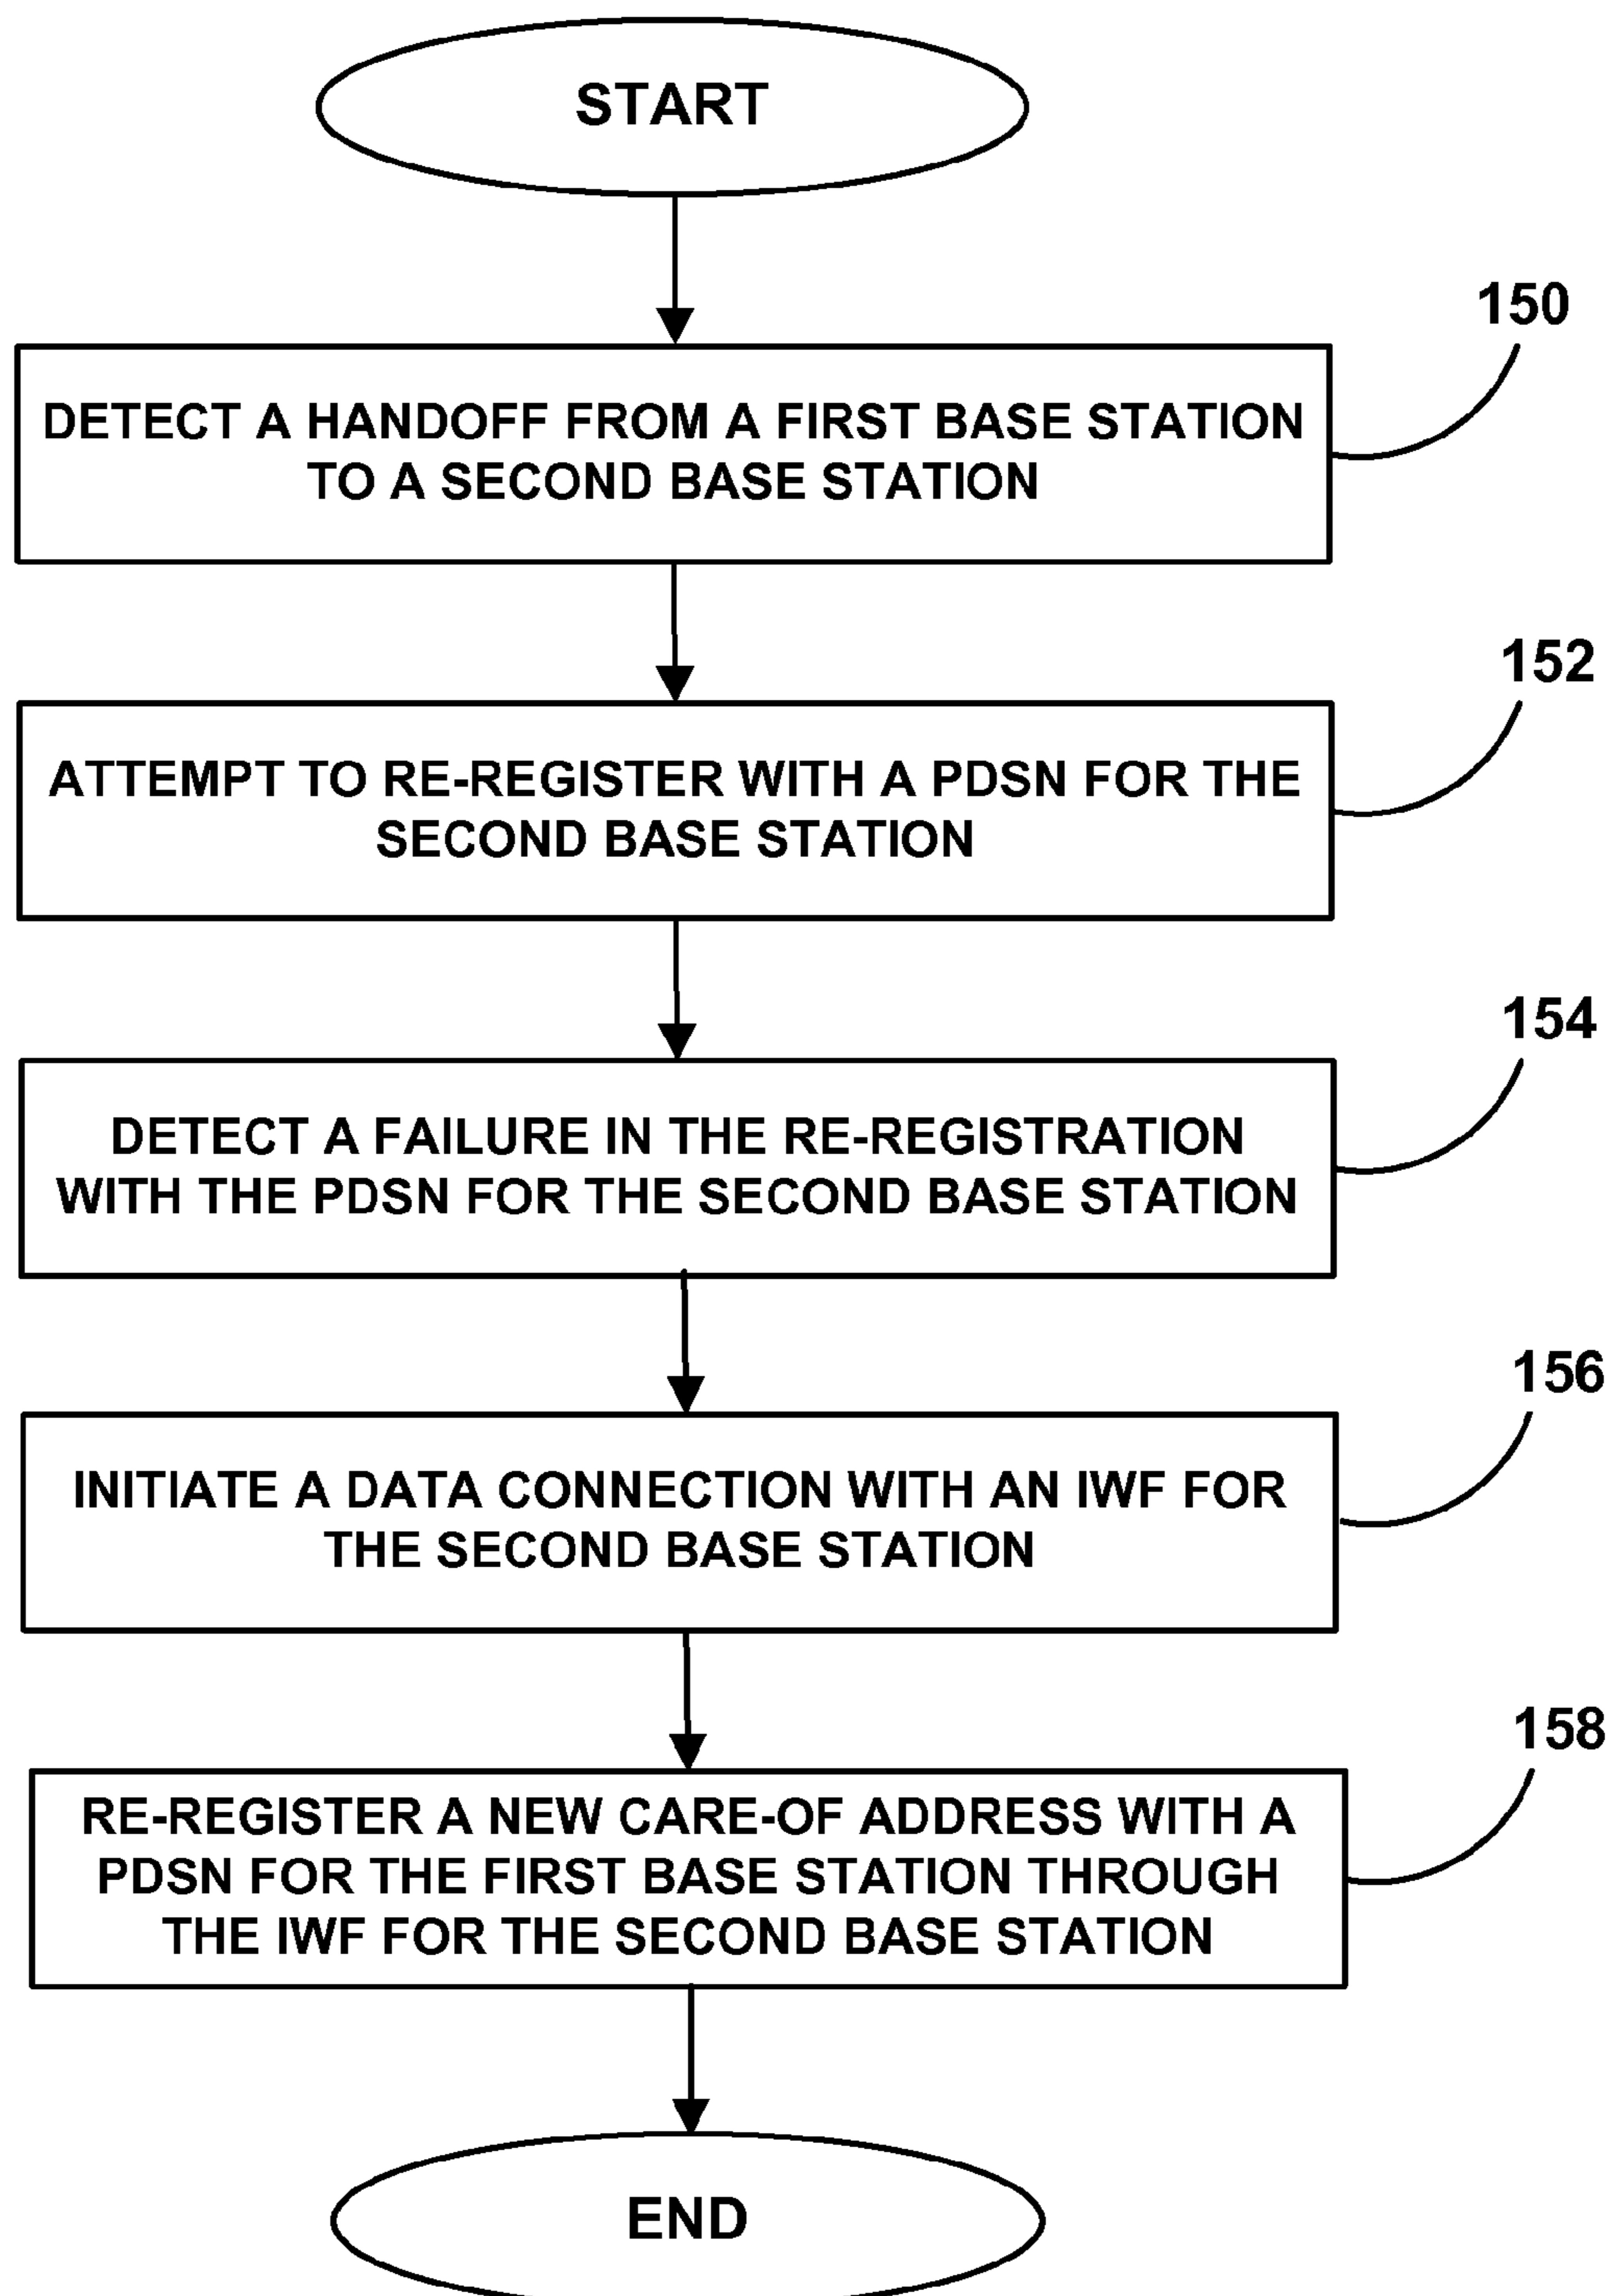 START
150
DETECT A HANDOFF FROM A FIRST BASE STATION
TO A SECOND BASE STATION
152
ATTEMPT TO RE-REGISTER WITH A PDSN FOR THE
SECOND BASE STATION
154
DETECT A FAILURE IN THE RE-REGISTRATION
WITH THE PDSN FOR THE SECOND BASE STATION
156
INITIATE A DATA CONNECTION WITH AN IWF FOR
THE SECOND BASE STATION
158
RE-REGISTER A NEW CARE-OF ADDRESS WITH A
PDSN FOR THE FIRST BASE STATION THROUGH
THE IWF FOR THE SECOND BASE STATION
END